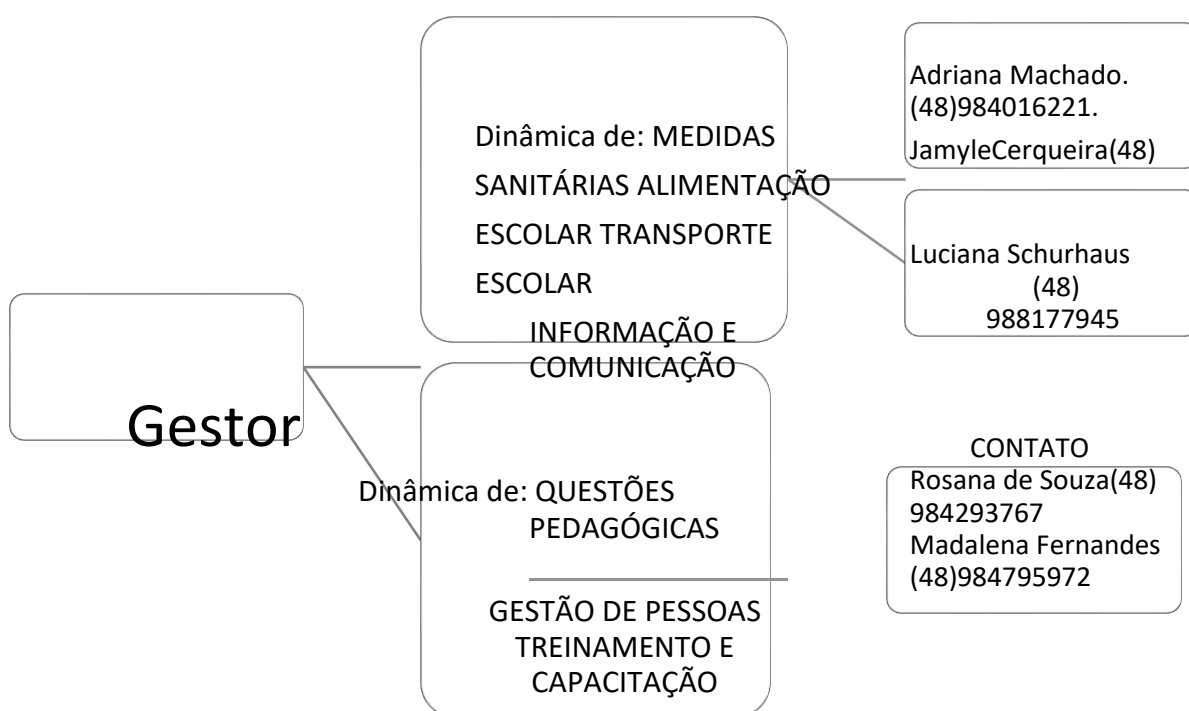 Gestor
Dinâmica de: MEDIDAS
SANITÁRIAS ALIMENTAÇÃO
ESCOLAR TRANSPORTE
ESCOLAR
INFORMAÇÃO E
COMUNICAÇÃO
Dinâmica de: QUESTÕES
PEDAGÓGICAS
GESTÃO DE PESSOAS
TREINAMENTO E
CAPACITAÇÃO
Adriana Machado.
(48)984016221.
JamyleCerqueira(48)
Luciana Schurhaus
(48)
988177945
CONTATO
Rosana de Souza(48)
984293767
Madalena Fernandes
(48)984795972